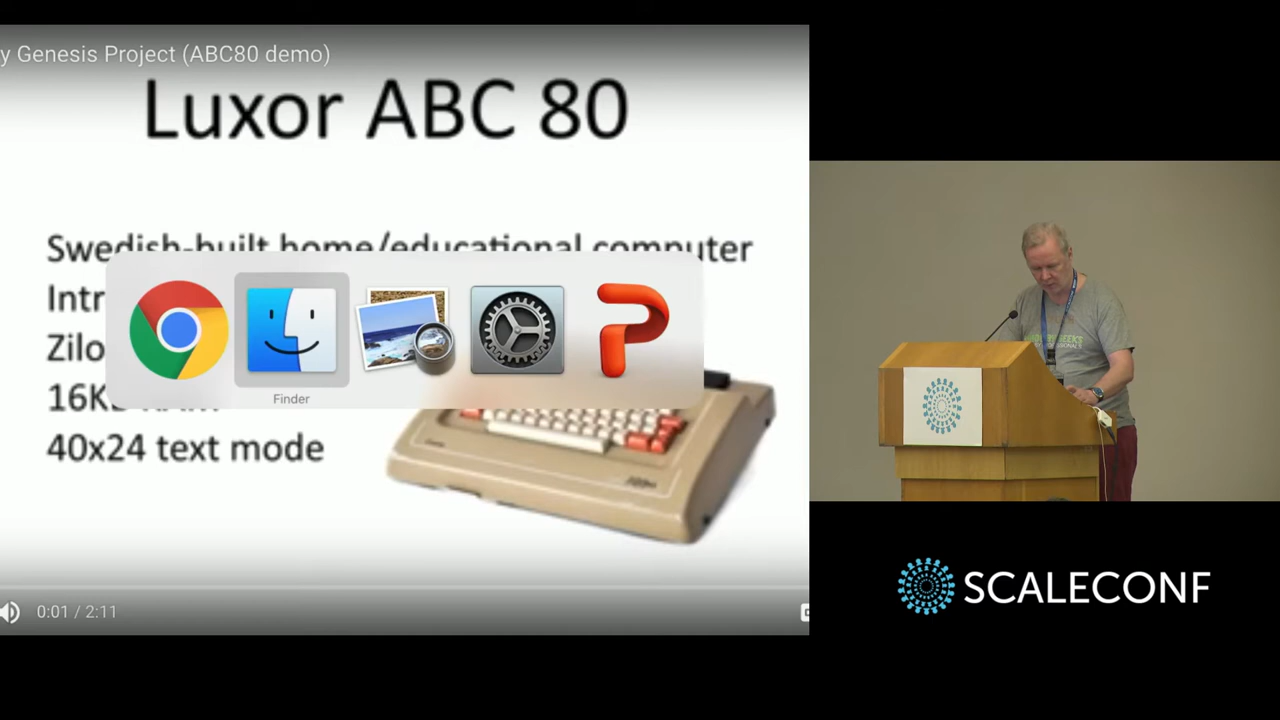 y Genesis Project (ABC80 demo)
Luxor ABC 80
Swedish-built home/educational computer
Intr
Zilo
16K
40x24 text mode
Finder
0:01 / 2:11
SCALECONF